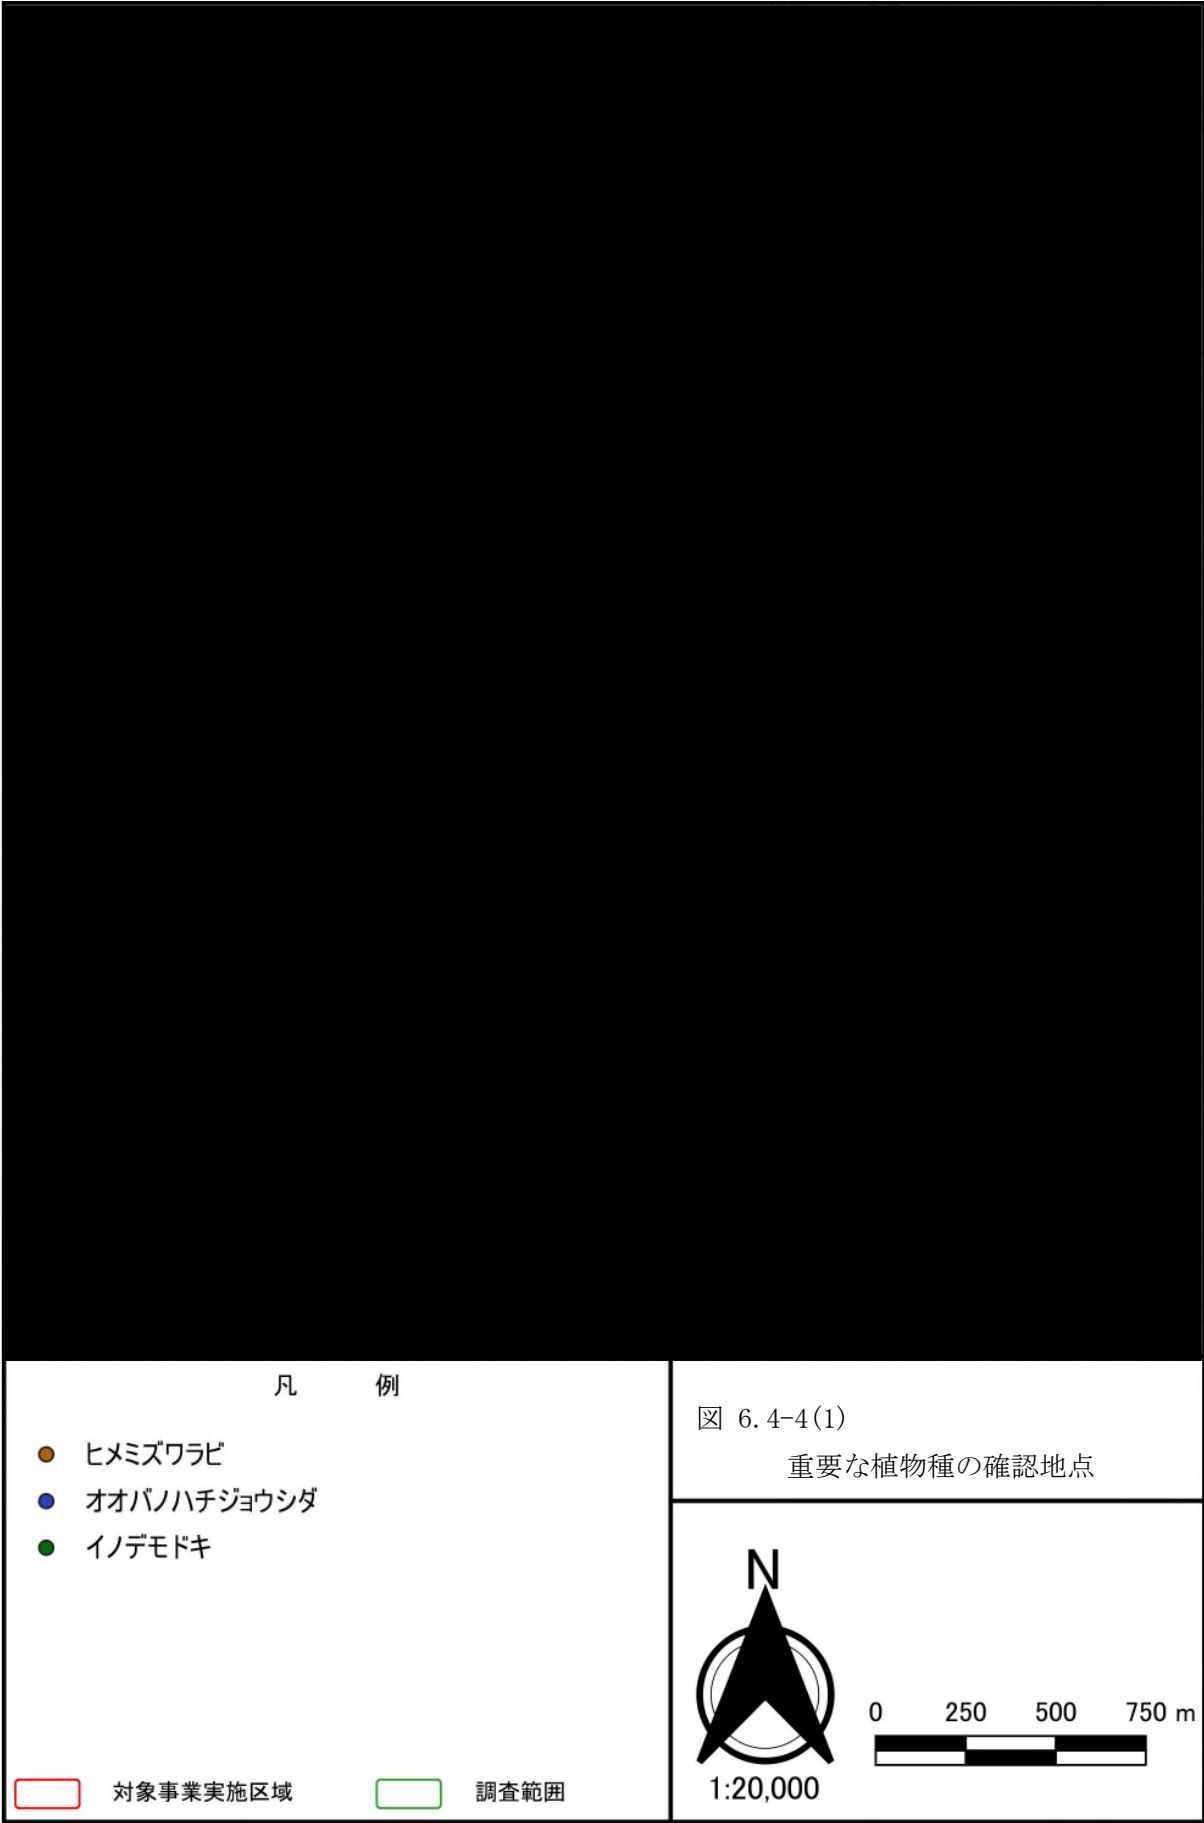 凡 例
ヒメミズワラビ
オオバノハチジョウシダ
イノデモドキ
対象事業実施区域 調査範囲
図 6.4-4(1)
重要な植物種の確認地点
N
1:20,000
0 250 500 750 m